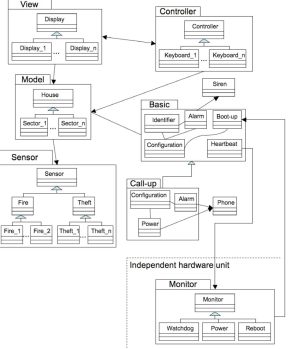 View
Display
Display_1 ... Display_n
Controller
Controller
Keyboard_1 ... Keyboard_n
Model
House
Sector_1 ... Sector_n
Siren
Basic
Identifier Alarm Boot-up
Configuration Heartbeat
Sensor
Sensor
Fire Theft
Fire_1 ... Fire_2 Theft_1 ... Theft_n
Call-up
Configuration Alarm Phone
Power
Independent hardware unit
Monitor
Monitor
Watchdog Power Reboot